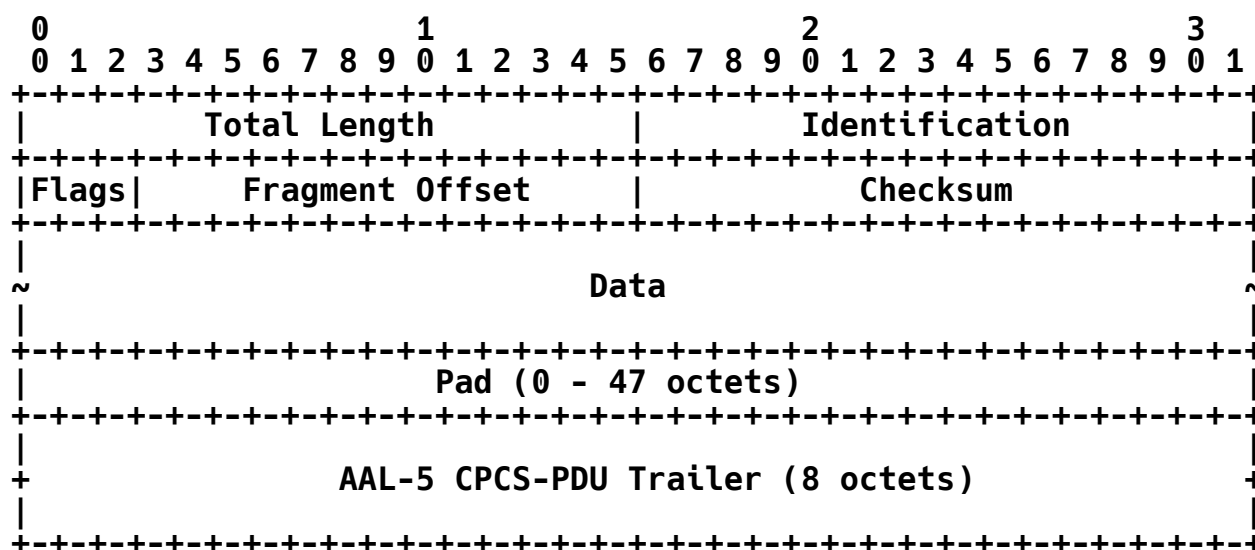 0                   1                   2                   3
 0 1 2 3 4 5 6 7 8 9 0 1 2 3 4 5 6 7 8 9 0 1 2 3 4 5 6 7 8 9 0 1
+-+-+-+-+-+-+-+-+-+-+-+-+-+-+-+-+-+-+-+-+-+-+-+-+-+-+-+-+-+-+-+-+
|         Total Length          |        Identification         |
+-+-+-+-+-+-+-+-+-+-+-+-+-+-+-+-+-+-+-+-+-+-+-+-+-+-+-+-+-+-+-+-+
|Flags|     Fragment Offset     |           Checksum            |
+-+-+-+-+-+-+-+-+-+-+-+-+-+-+-+-+-+-+-+-+-+-+-+-+-+-+-+-+-+-+-+-+
|                                                               |
~                             Data                              ~
|                                                               |
+-+-+-+-+-+-+-+-+-+-+-+-+-+-+-+-+-+-+-+-+-+-+-+-+-+-+-+-+-+-+-+-+
|                     Pad (0 - 47 octets)                       |
+-+-+-+-+-+-+-+-+-+-+-+-+-+-+-+-+-+-+-+-+-+-+-+-+-+-+-+-+-+-+-+-+
|                                                               |
+                AAL-5 CPCS-PDU Trailer (8 octets)              +
|                                                               |
+-+-+-+-+-+-+-+-+-+-+-+-+-+-+-+-+-+-+-+-+-+-+-+-+-+-+-+-+-+-+-+-+